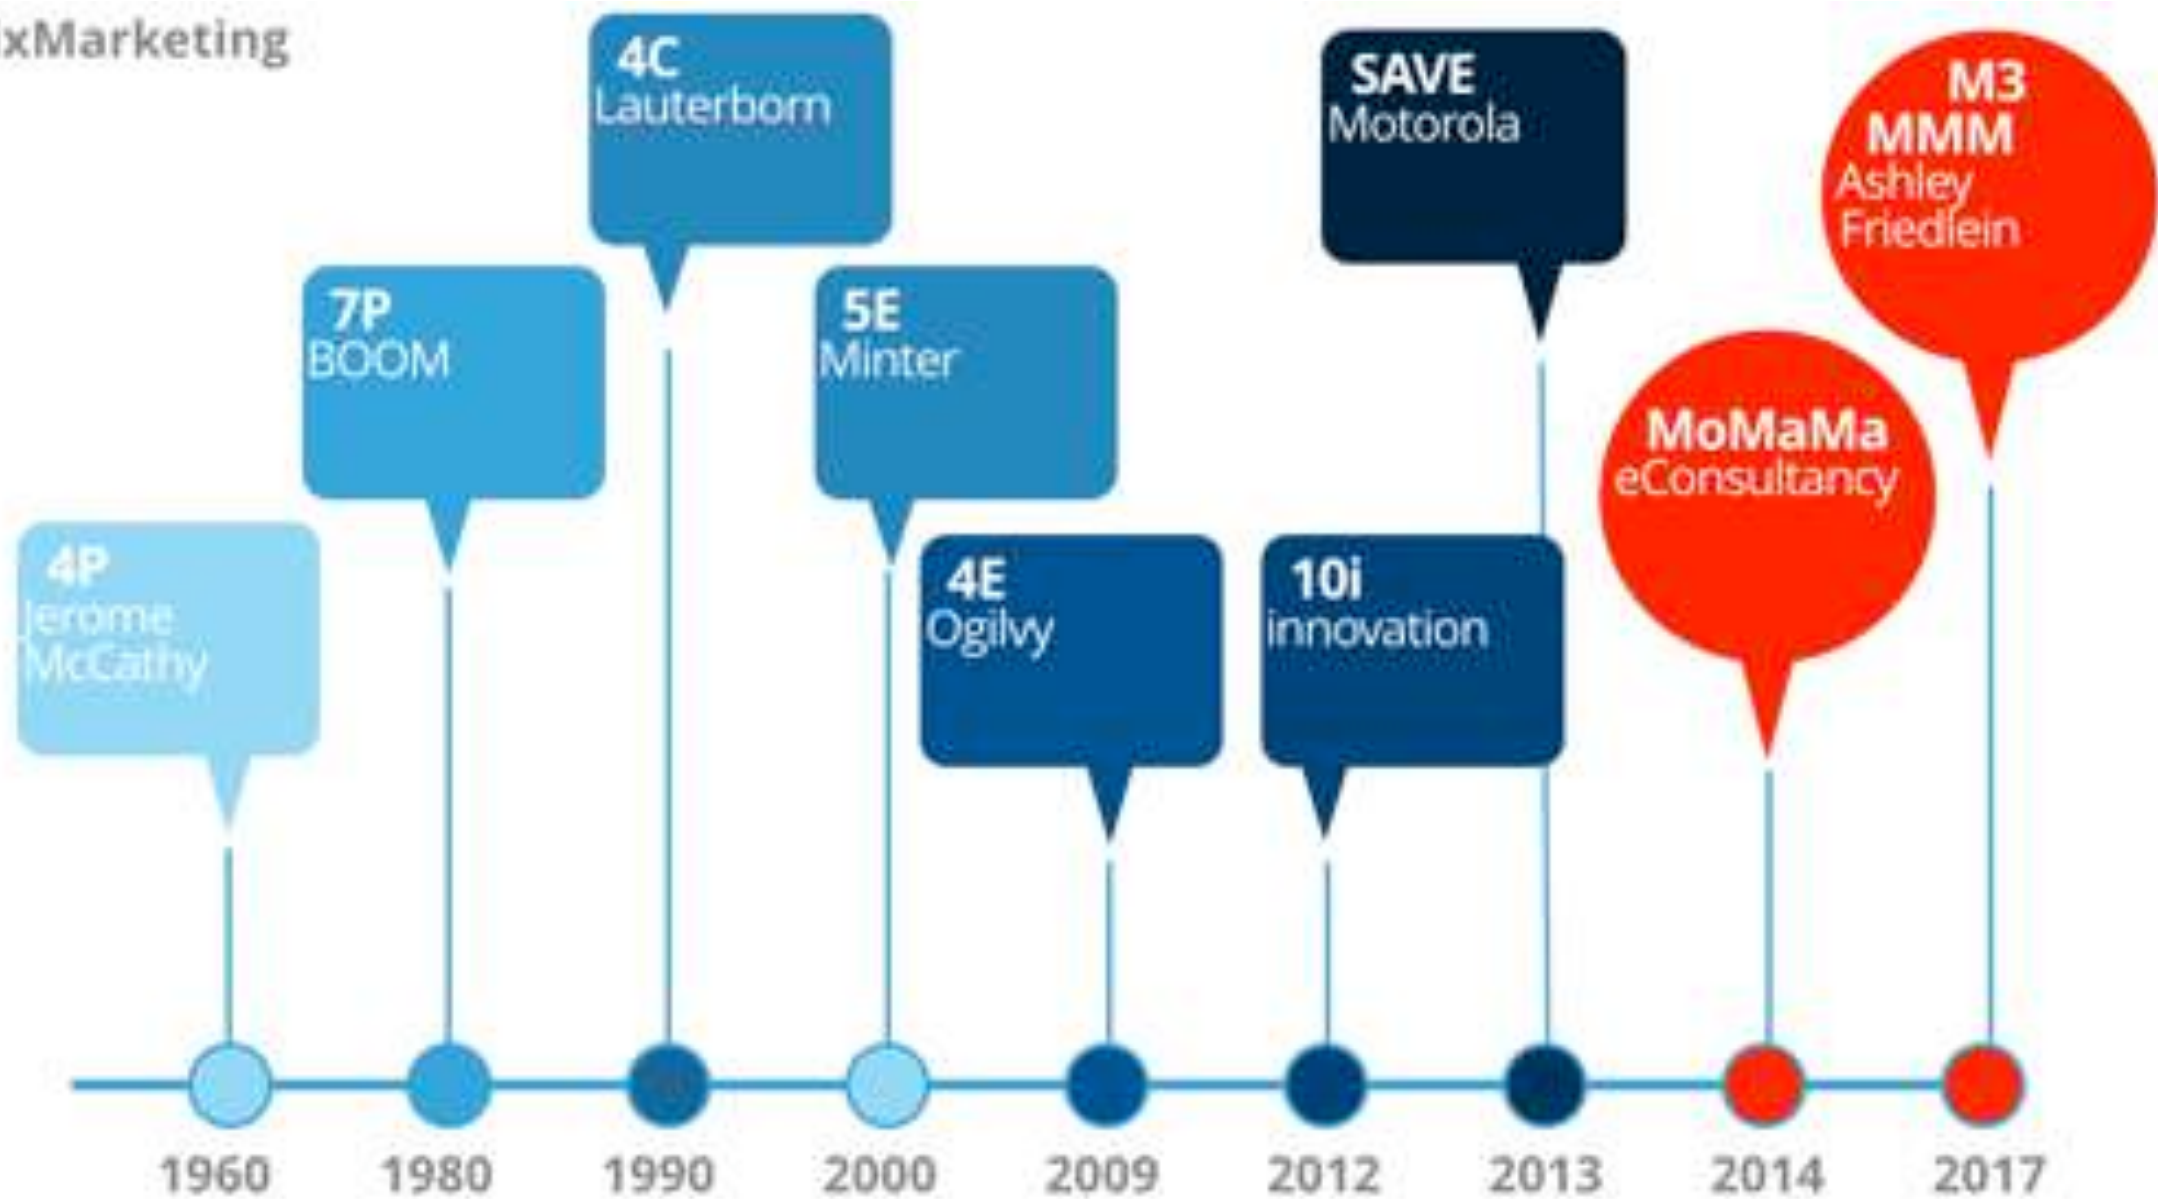 ixMarketing
4P
Jerome
McCathy
7P
BOOM
4C
Lauterborn
5E
Minter
4E
Ogilvy
10i
innovation
SAVE
Motorola
MoMaMa
eConsultancy
M3
MMM
Ashley
Friedlein
1960
1980
1990
2000
2009
2012
2013
2014
2017